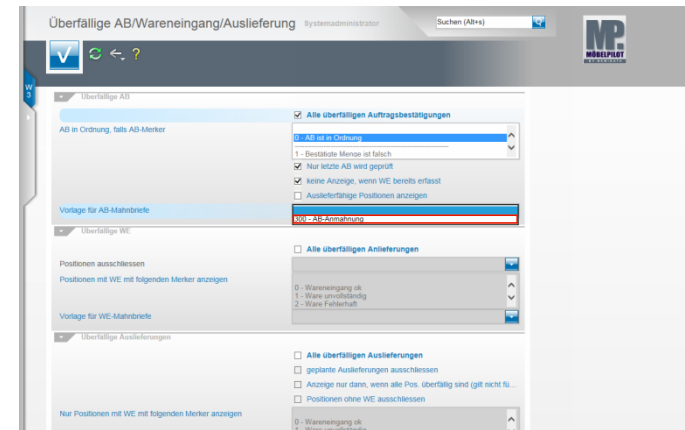 Überfällige AB/Wareneingang/Auslieferung Systemadministrator
Suchen (Alt+s)
MP
MÖBELPILOT
?
W
3
Überfällige AB
Alle überfälligen Auftragsbestätigungen
AB in Ordnung, falls AB-Merker
0 - AB ist in Ordnung
1 - Bestätigte Menge ist falsch
Nur letzte AB wird geprüft
keine Anzeige, wenn WE bereits erfasst
Auslieferfähige Positionen anzeigen
Vorlage für AB-Mahnbriefe
300 - AB-Anmahnung
Überfällige WE
Alle überfälligen Anlieferungen
Positionen ausschliessen
Positionen mit WE mit folgenden Merker anzeigen
0 - Wareneingang ok
1 - Ware unvollständig
2 - Ware Fehlerhaft
Vorlage für WE-Mahnbriefe
Überfällige Auslieferungen
Alle überfälligen Auslieferungen
geplante Auslieferungen ausschliessen
Anzeige nur dann, wenn alle Pos. überfällig sind (gilt nicht fü...
Positionen ohne WE ausschliessen
Nur Positionen mit WE mit folgenden Merker anzeigen
0 - Wareneingang ok